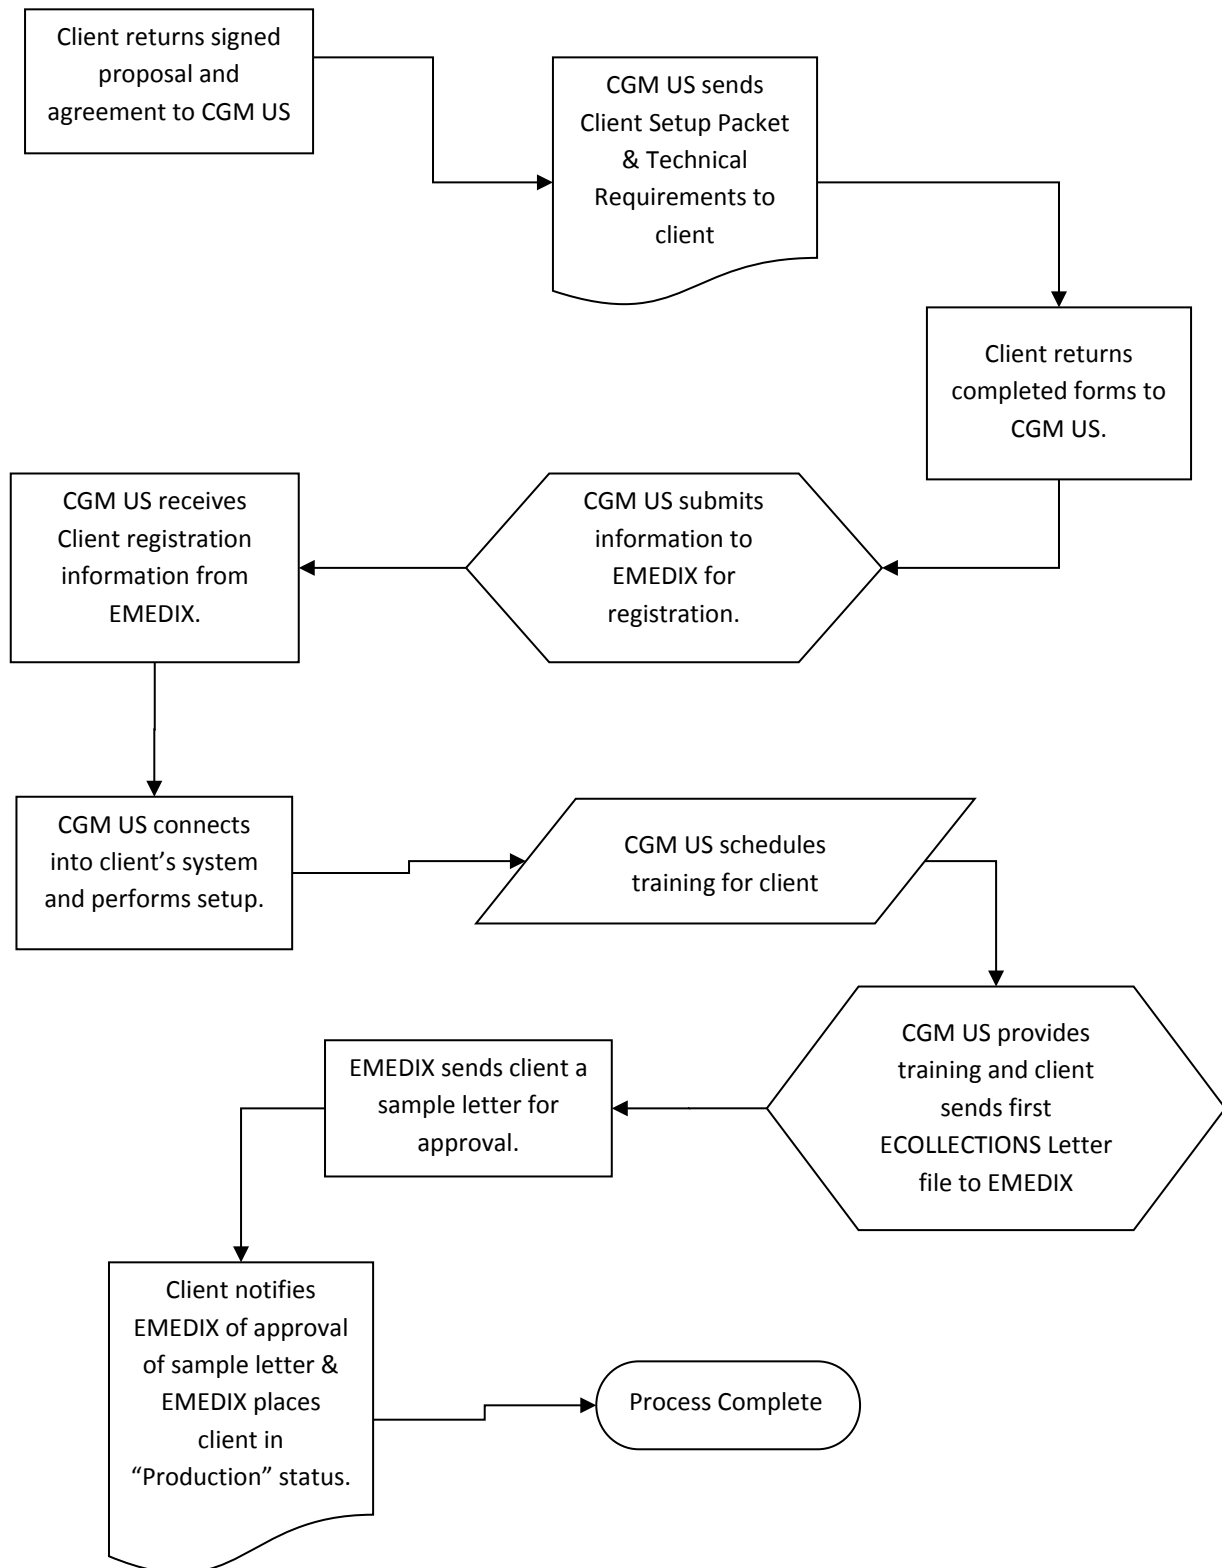 Client returns signed
proposal and
agreement to CGM US
CGM US sends
Client Setup Packet
& Technical
Requirements to
client
Client returns
completed forms to
CGM US.
CGM US submits
information to
EMEDIX for
registration.
CGM US receives
Client registration
information from
EMEDIX.
CGM US connects
into client’s system
and performs setup.
CGM US schedules
training for client
CGM US provides
training and client
sends first
ECOLLECTIONS Letter
file to EMEDIX
EMEDIX sends client a
sample letter for
approval.
Client notifies
EMEDIX of approval
of sample letter &
EMEDIX places
client in
“Production” status.
Process Complete